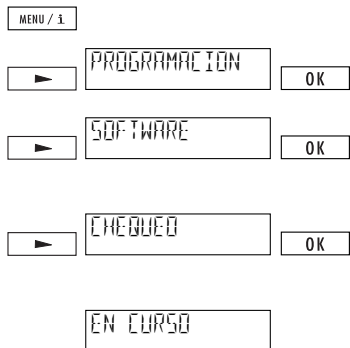 MENU / i
PROGRAMACION
OK
SOFTWARE
OK
CHEQUEO
OK
EN CURSO